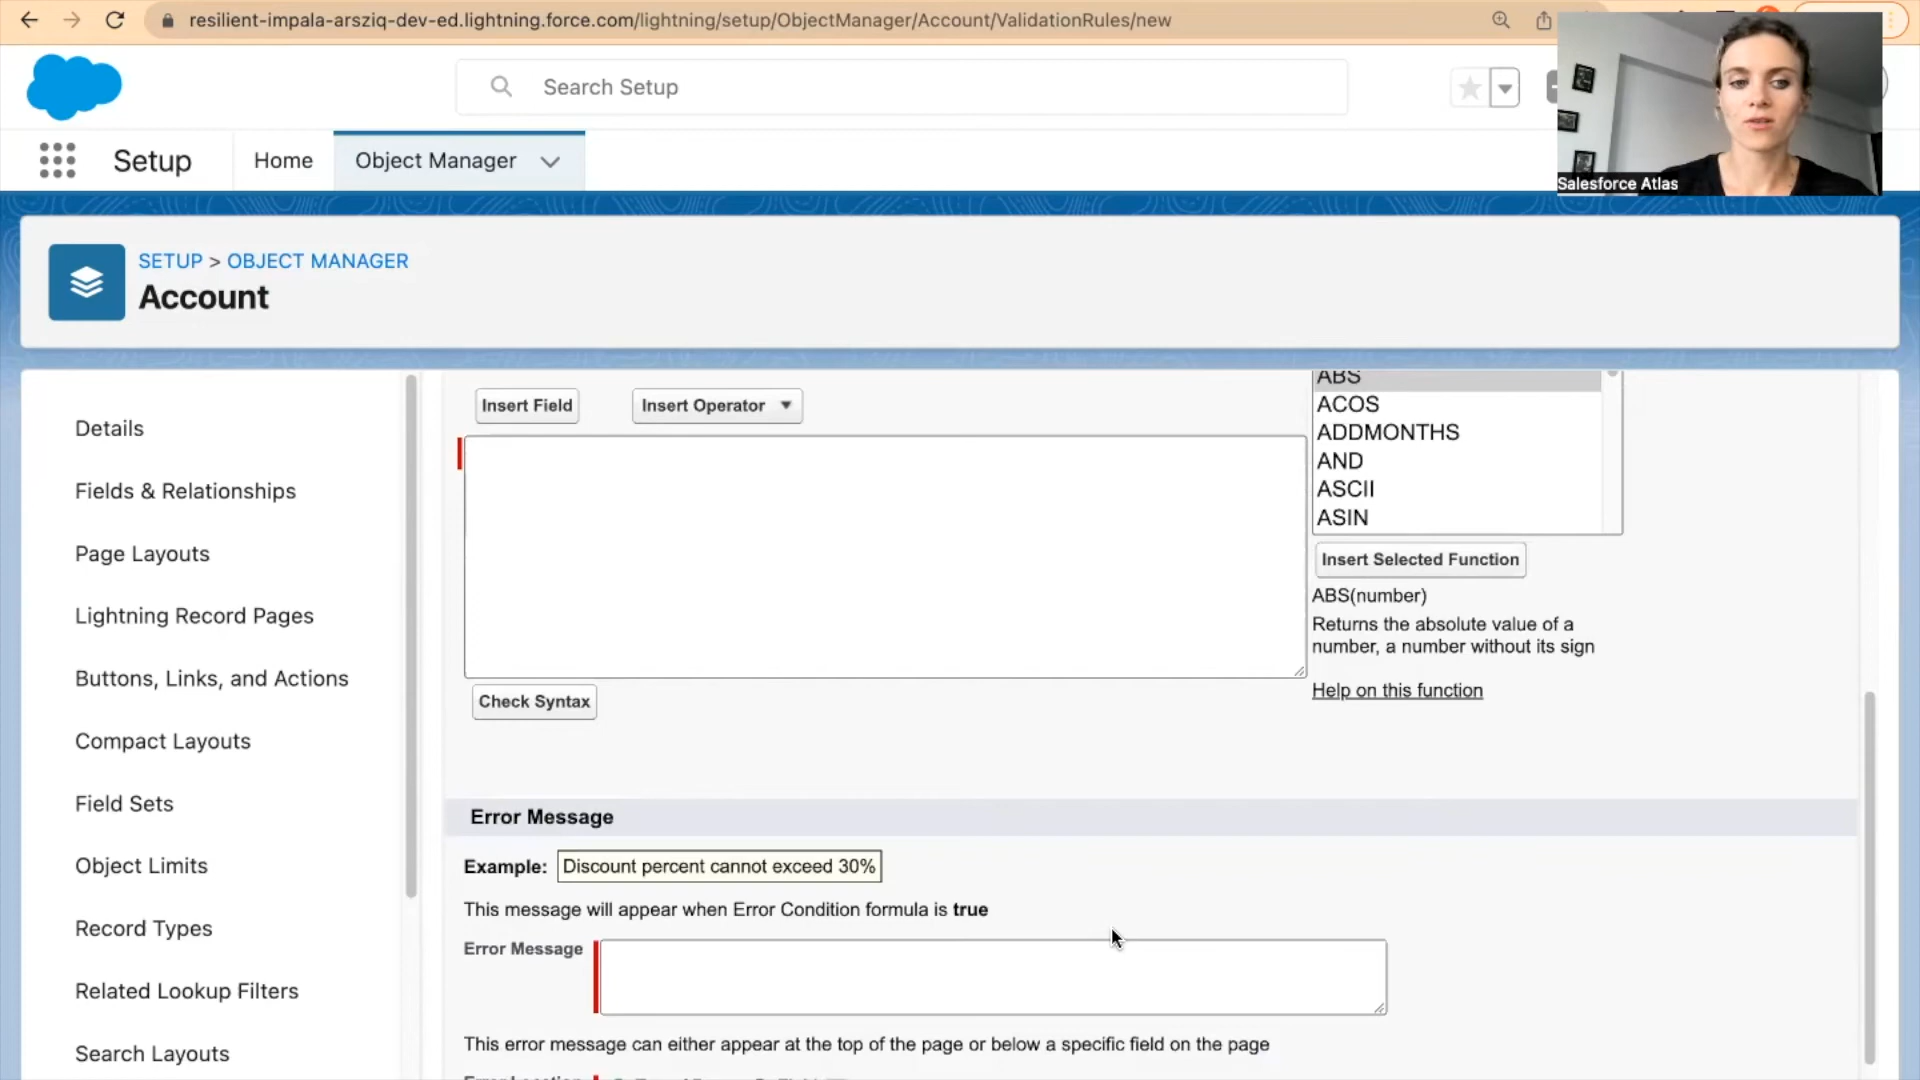 resilient-impala-arsziq-dev-ed.lightning.force.com/lightning/setup/ObjectManager/Account/ValidationRules/new
Search Setup
Salesforce Atlas
Setup
Home
Object Manager
SETUP > OBJECT MANAGER
Account
Details
Fields & Relationships
Page Layouts
Lightning Record Pages
Buttons, Links, and Actions
Compact Layouts
Field Sets
Object Limits
Record Types
Related Lookup Filters
Search Layouts
Insert Field
Insert Operator
ABS
ACOS
ADDMONTHS
AND
ASCII
ASIN
Insert Selected Function
ABS(number)
Returns the absolute value of a
number, a number without its sign
Help on this function
Check Syntax
Error Message
Example: Discount percent cannot exceed 30%
This message will appear when Error Condition formula is true
Error Message
This error message can either appear at the top of the page or below a specific field on the page